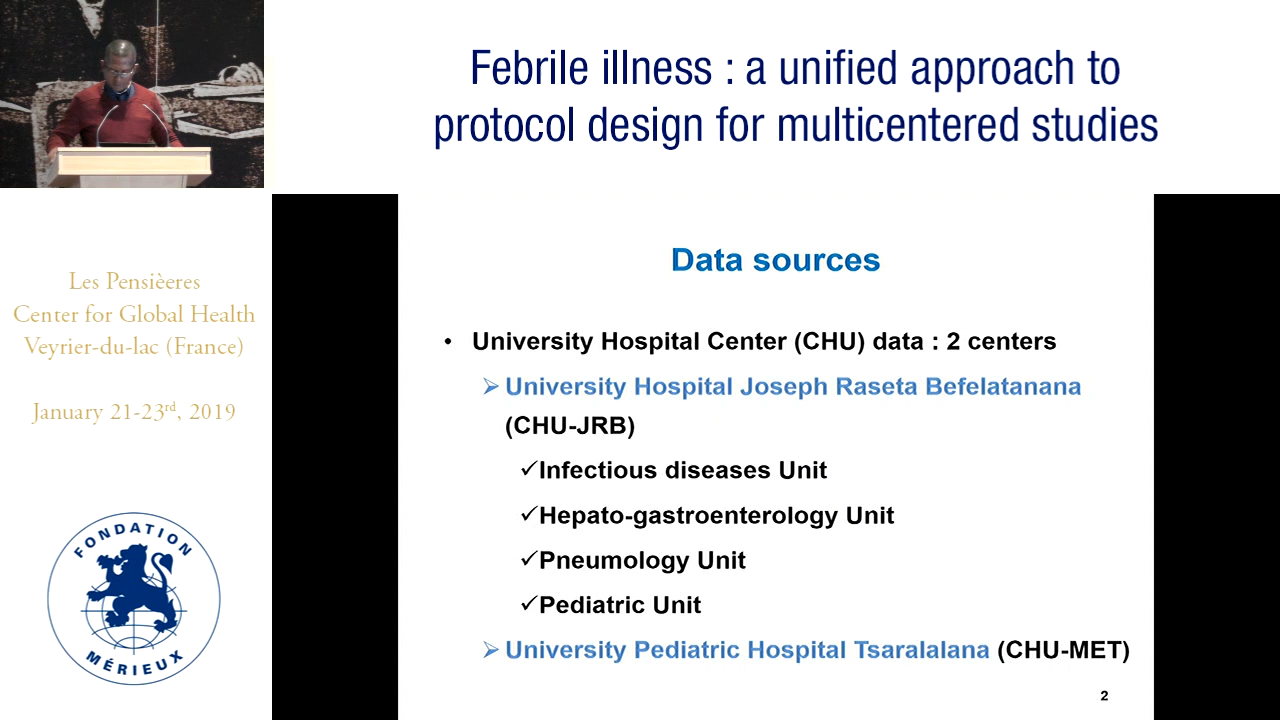 Febrile illness : a unified approach to
protocol design for multicentered studies
Les Pensièeres
Center for Global Health
Veyrier-du-lac (France)
January 21-23rd, 2019
FONDATION
MÉRIEUX
Data sources
• University Hospital Center (CHU) data : 2 centers
➢ University Hospital Joseph Raseta Befelatanana
(CHU-JRB)
✓Infectious diseases Unit
✓Hepato-gastroenterology Unit
✓Pneumology Unit
✓Pediatric Unit
➢ University Pediatric Hospital Tsaralalana (CHU-MET)
2